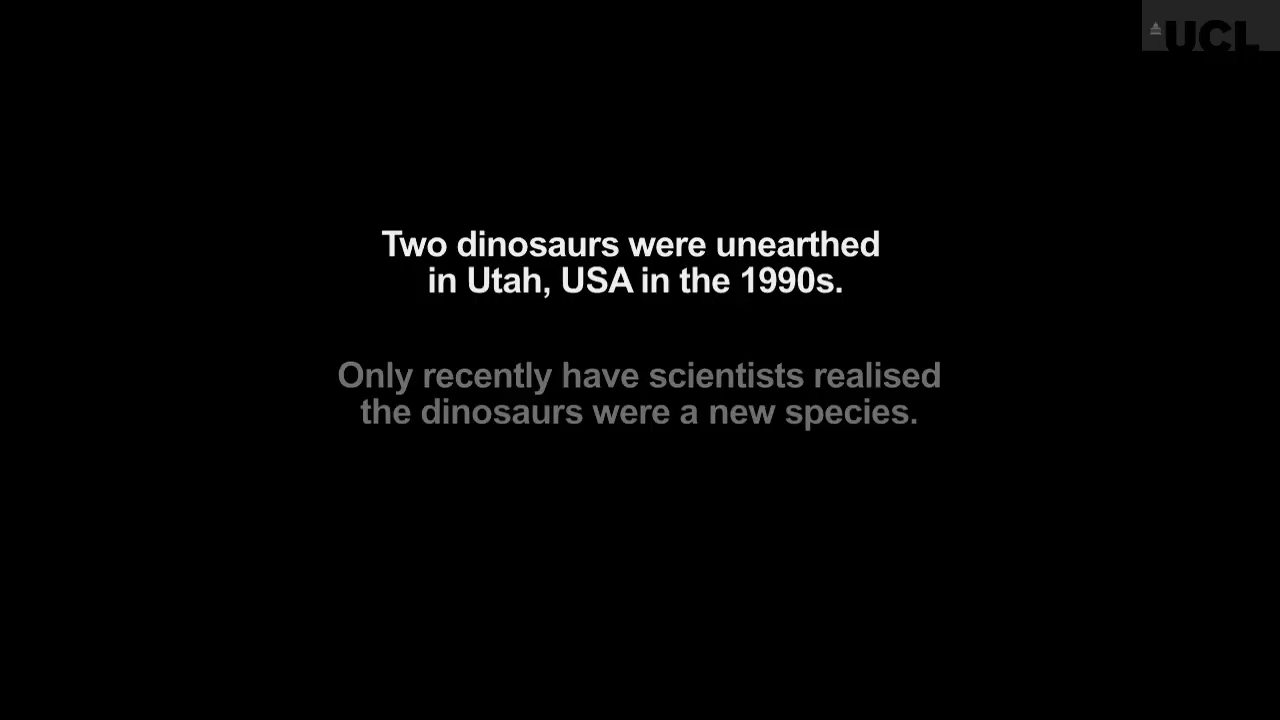 UCL
Two dinosaurs were unearthed
in Utah, USA in the 1990s.
Only recently have scientists realised
the dinosaurs were a new species.